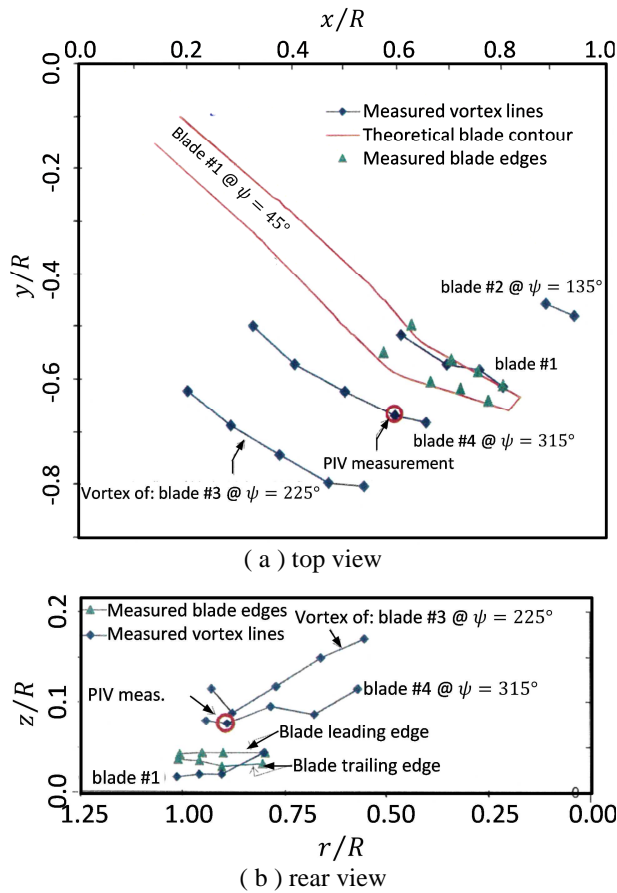 x/R
0.0 0.2 0.4 0.6 0.8 1.0
0.0
-0.2
-0.4
-0.6
-0.8
y/R
Measured vortex lines
Theoretical blade contour
Measured blade edges
Blade #1 @ ψ = 45°
blade #2 @ ψ = 135°
blade #1
blade #4 @ ψ = 315°
PIV measurement
Vortex of: blade #3 @ ψ = 225°
( a ) top view
Measured blade edges
Measured vortex lines
Vortex of: blade #3 @ ψ = 225°
PIV meas.
blade #4 @ ψ = 315°
Blade leading edge
Blade trailing edge
blade #1
0.2
0.1
0.0
z/R
0
1.25 1.00 0.75 0.50 0.25 0.00
r/R
( b ) rear view